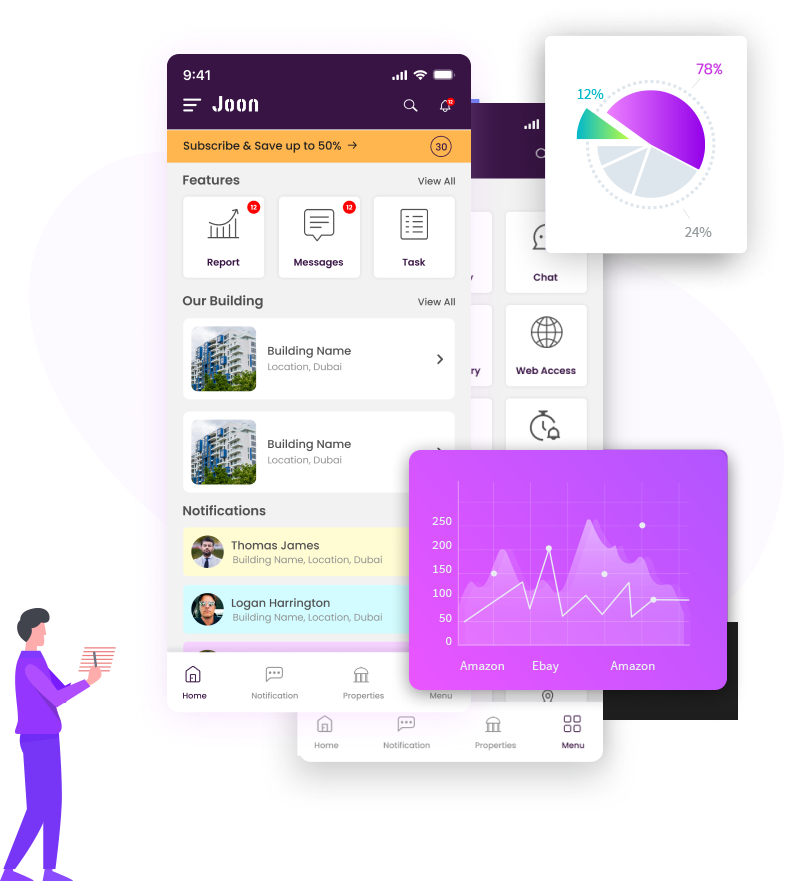 9:41
Joon
12
Subscribe & Save up to 50% →
30
Features
View All
12
12
Report
Messages
Task
Our Building
View All
Building Name
Location, Dubai
Building Name
Location, Dubai
Notifications
Thomas James
Building Name, Location, Dubai
Logan Harrington
Building Name, Location, Dubai
Home
Notification
Properties
Menu
Chat
ry
Web Access
Home
Notification
Properties
Menu
78%
12%
24%
250
200
150
100
50
0
Amazon
Ebay
Amazon